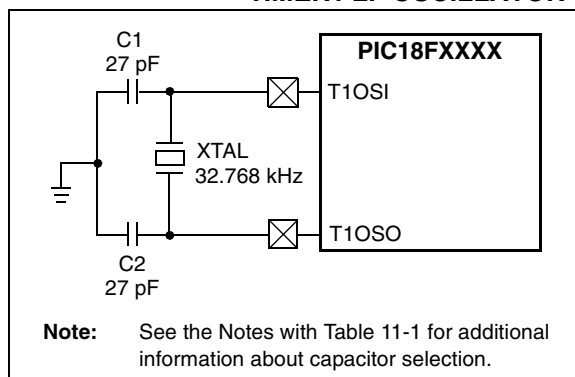 TIMER1 LP OSCILLATOR
C1
27 pF
PIC18FXXXX
T1OSI
XTAL
32.768 kHz
T1OSO
C2
27 pF
Note: See the Notes with Table 11-1 for additional
information about capacitor selection.